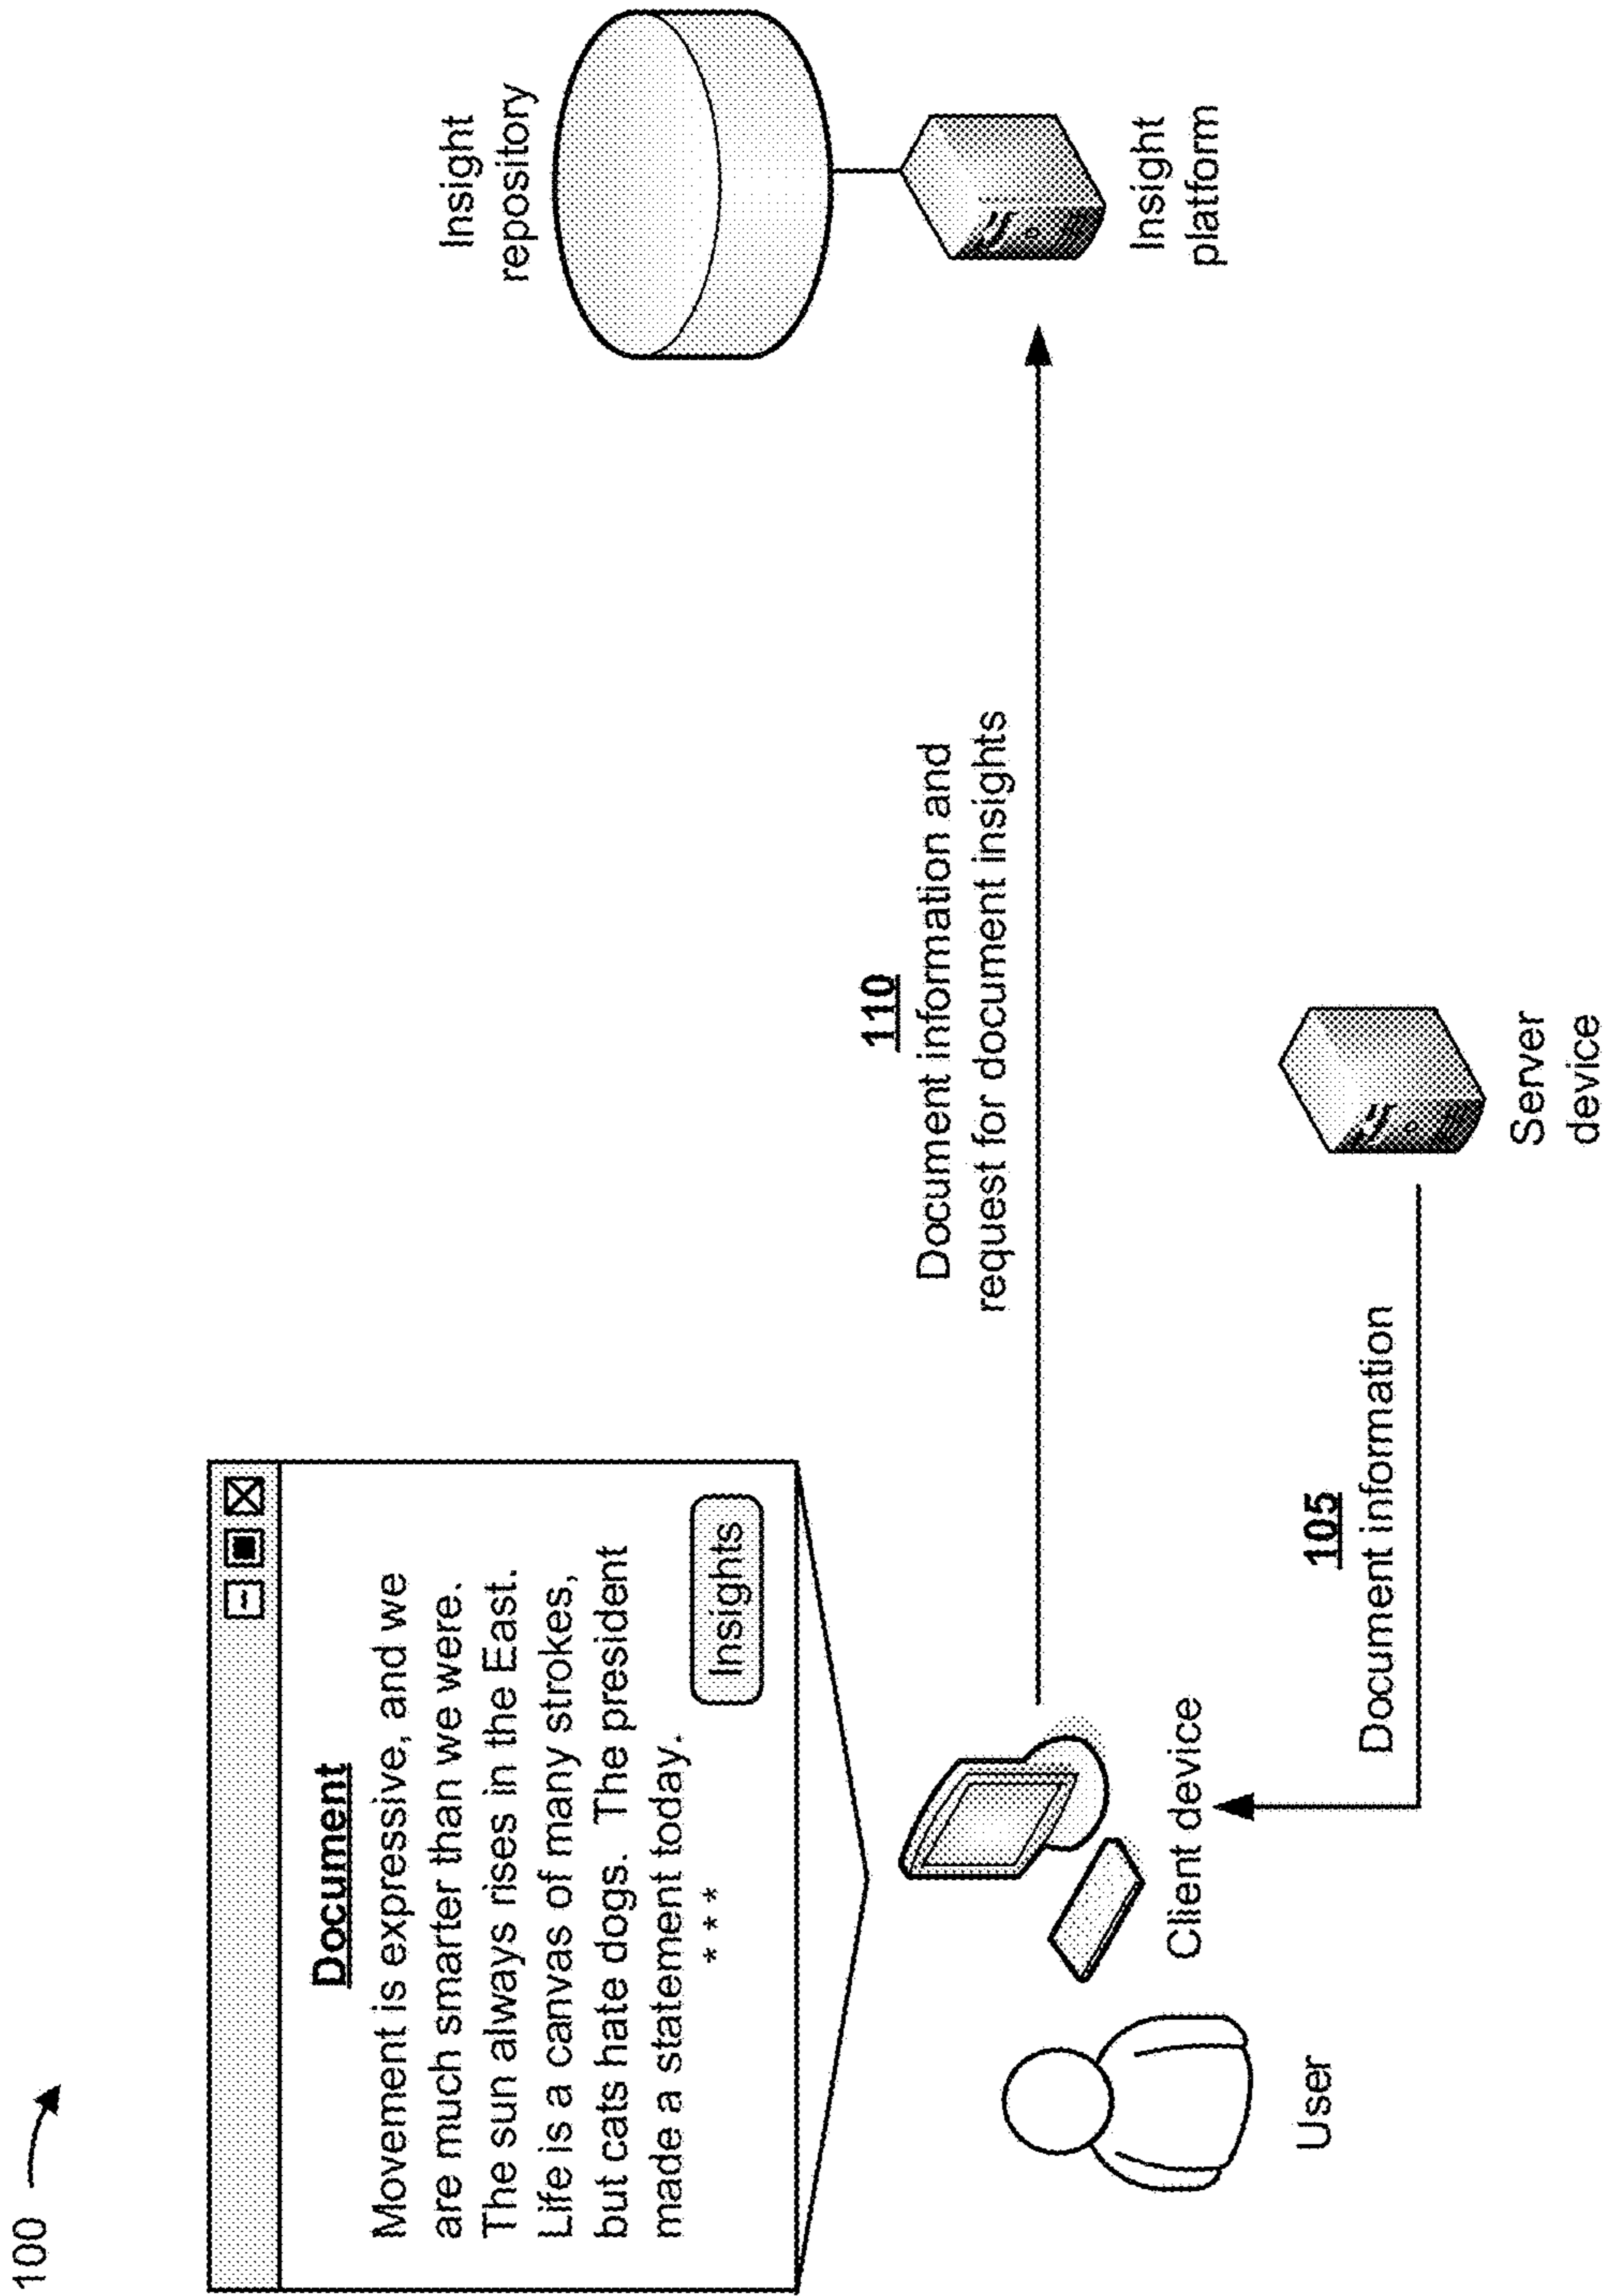 100
Document
Movement is expressive, and we
are much smarter than we were.
The sun always rises in the East.
Life is a canvas of many strokes,
but cats hate dogs. The president
made a statement today.
* * *
Insights
Insight
repository
110
Document information and
request for document insights
Insight
platform
User
Client device
105
Document information
Server
device